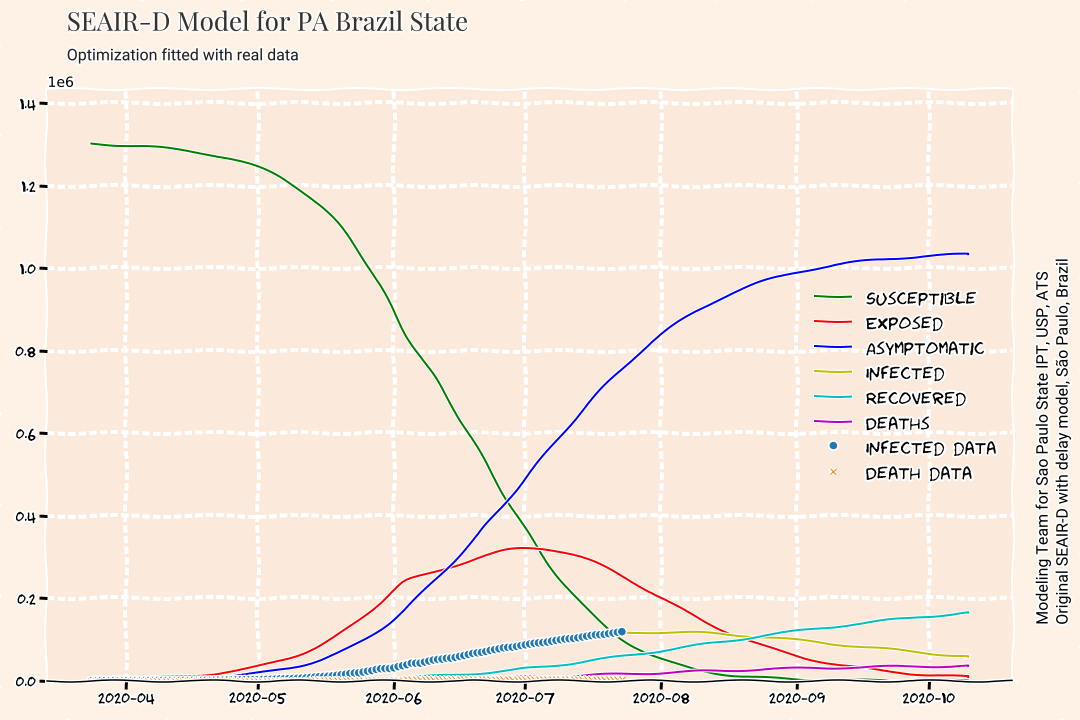 SEAIR-D Model for PA Brazil State
Optimization fitted with real data
1e6
1.4
1.2
1.0
0.8
0.6
0.4
0.2
0.0
2020-04 2020-05 2020-06 2020-07 2020-08 2020-09 2020-10
SUSCEPTIBLE
EXPOSED
ASYMPTOMATIC
INFECTED
RECOVERED
DEATHS
INFECTED DATA
DEATH DATA
Modeling Team for Sao Paulo State IPT, USP, ATS
Original SEAIR-D with delay model, São Paulo, Brazil